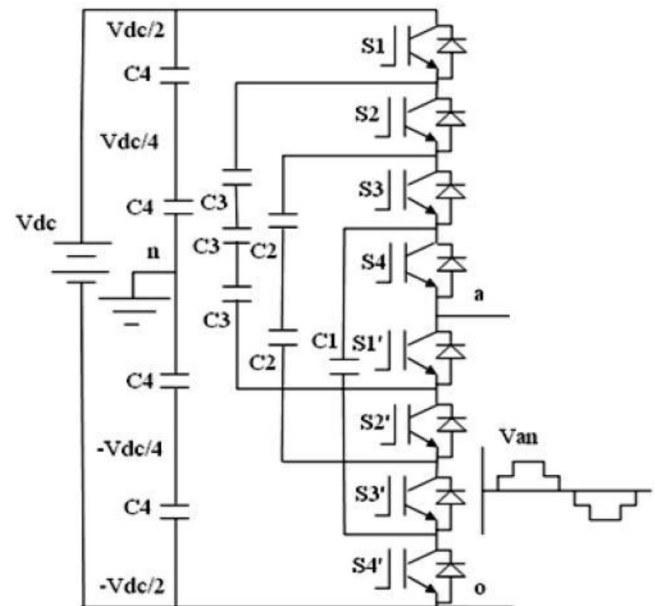 Vdc/2
S1
C4
S2
Vdc/4
S3
C4
C3
Vdc
n
C3
C2
S4
a
C3
C1
S1'
C4
C2
S2'
-Vdc/4
Van
S3'
C4
-Vdc/2
S4'
o